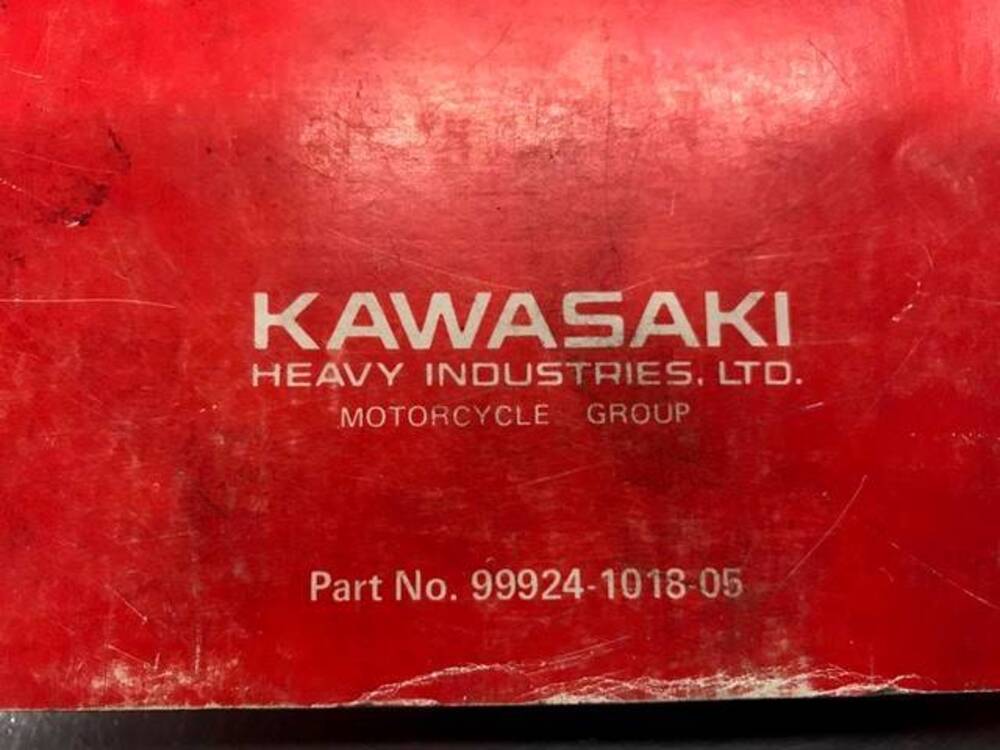 KAWASAKI
HEAVY INDUSTRIES, LTD.
MOTORCYCLE GROUP
Part No. 99924-1018-05